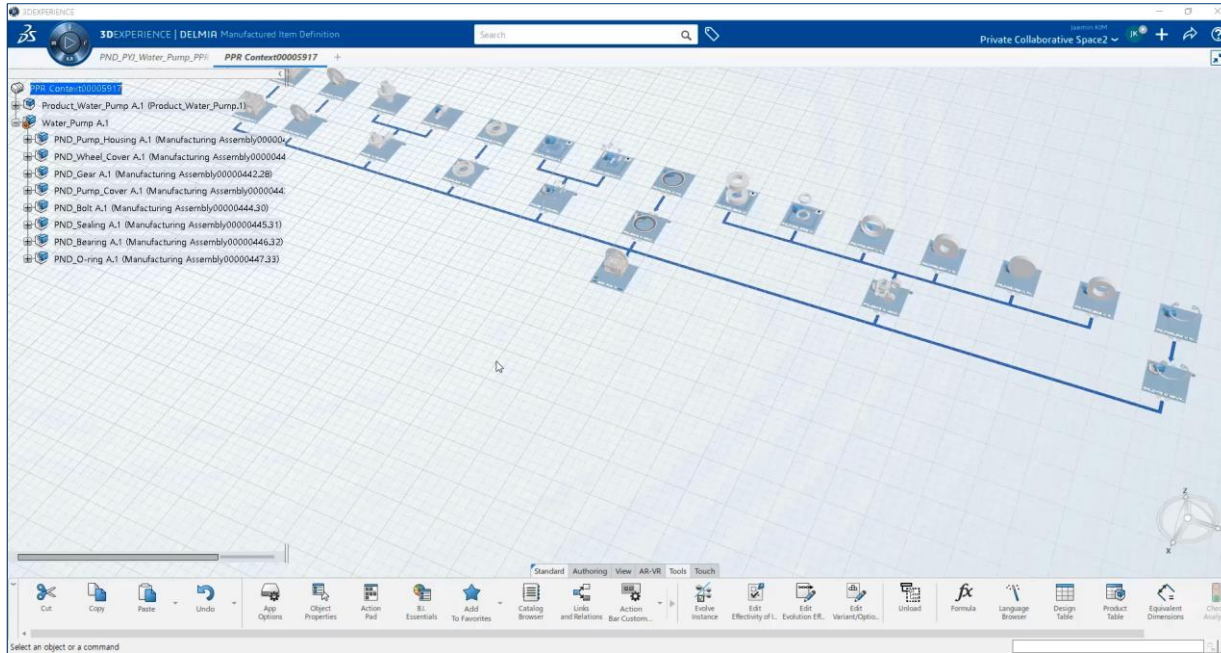 3DEXPERIENCE
3DEXPERIENCE | DELMIA Manufactured Item Definition
Search
Jaemin KIM
Private Collaborative Space2
JK
PND_PYJ_Water_Pump_PPR
PPR Context00005917
PPR Context00005917
Product_Water_Pump A.1 (Product_Water_Pump.1)
Water_Pump A.1
PND_Pump_Housing A.1 (Manufacturing Assembly00004
PND_Wheel_Cover A.1 (Manufacturing Assembly0000044
PND_Gear A.1 (Manufacturing Assembly00000442.28)
PND_Pump_Cover A.1 (Manufacturing Assembly0000044
PND_Bolt A.1 (Manufacturing Assembly00000444.30)
PND_Sealing A.1 (Manufacturing Assembly00000445.31)
PND_Bearing A.1 (Manufacturing Assembly00000446.32)
PND_O-ring A.1 (Manufacturing Assembly00000447.33)
Z
X
Standard Authoring View AR-VR Tools Touch
Cut Copy Paste Undo App Options Object Properties Action Pad B.I. Essentials Add To Favorites Catalog Browser Links and Relations Action Bar Custom... Evolve Instance Edit Effectivity of I... Edit Evolution Eff... Edit Variant/Optio... Unload Formula Language Browser Design Table Product Table Equivalent Dimensions
Select an object or a command